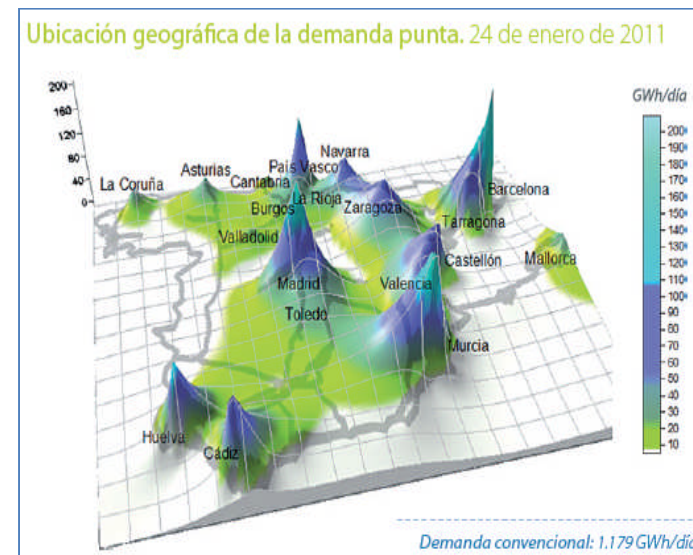 Ubicación geográfica de la demanda punta. 24 de enero de 2011
200
160
120
80
40
0
GWh/día
200
190
180
170
160
150
140
130
120
110
100
90
80
70
60
50
40
30
20
10
La Coruña
Asturias
Cantabria
País Vasco
Navarra
La Rioja
Burgos
Zaragoza
Barcelona
Tarragona
Valladolid
Castellón
Mallorca
Madrid
Valencia
Toledo
Murcia
Huelva
Cádiz
Demanda convencional: 1.179 GWh/día